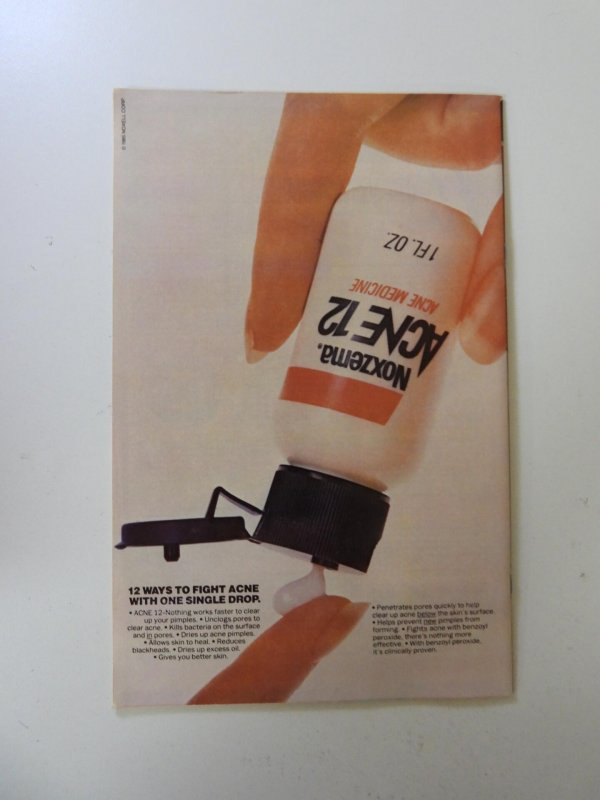 © 1985 NOXELL CORP.
1 FL. OZ.
ACNE MEDICINE
ACNE 12
Noxzema.
12 WAYS TO FIGHT ACNE
WITH ONE SINGLE DROP.
• ACNE 12–Nothing works faster to clear
up your pimples. • Unclogs pores to
clear acne. • Kills bacteria on the surface
and in pores. • Dries up acne pimples.
• Allows skin to heal. • Reduces
blackheads. • Dries up excess oil.
• Gives you better skin.
• Penetrates pores quickly to help
clear up acne below the skin's surface.
• Helps prevent new pimples from
forming. • Fights acne with benzoyl
peroxide, there's nothing more
effective. • With benzoyl peroxide,
it's clinically proven.